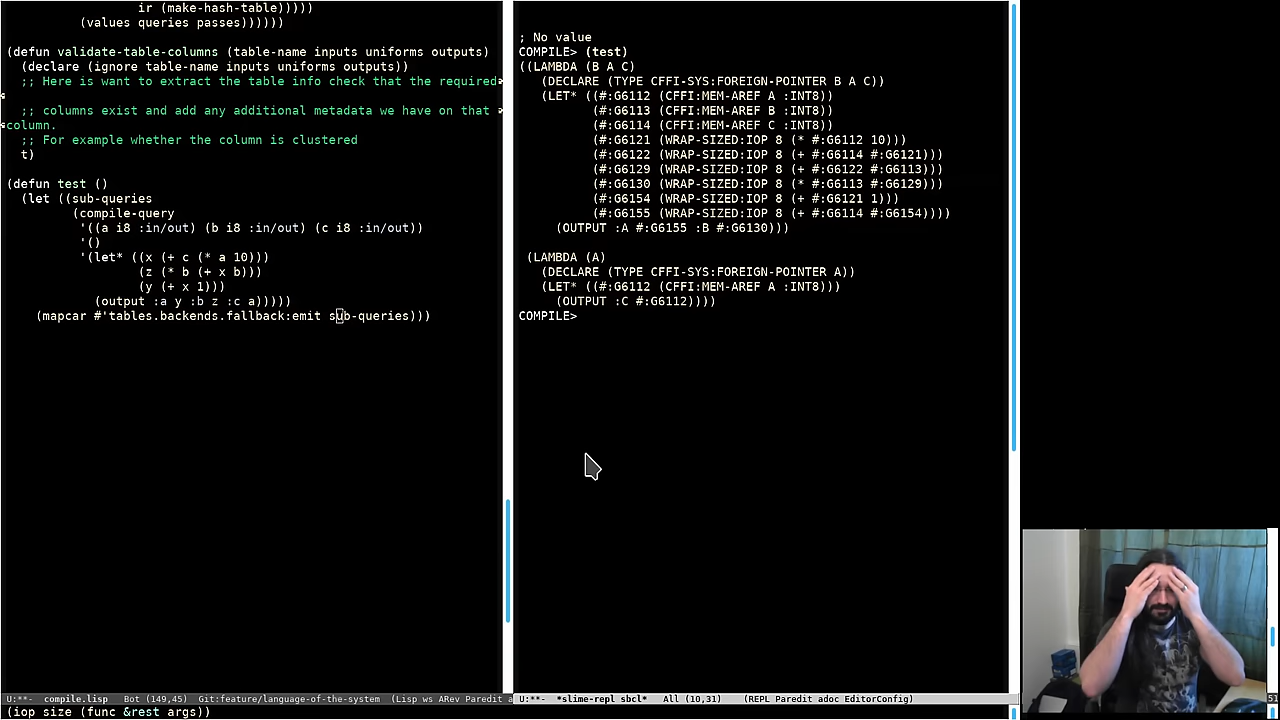 ir (make-hash-table)))))
(values queries passes))))))
(defun validate-table-columns (table-name inputs uniforms outputs)
(declare (ignore table-name inputs uniforms outputs))
;; Here is want to extract the table info check that the required
;; columns exist and add any additional metadata we have on that
column.
;; For example whether the column is clustered
t)
(defun test ()
(let ((sub-queries
(compile-query
'((a i8 :in/out) (b i8 :in/out) (c i8 :in/out))
'()
'(let* ((x (+ c (* a 10)))
(z (* b (+ x b)))
(y (+ x 1)))
(output :a y :b z :c a)))))
(mapcar #'tables.backends.fallback:emit sub-queries)))
U:**- compile.lisp Bot (149,45) Git:feature/language-of-the-system (Lisp ws ARev Paredit a
; No value
COMPILE> (test)
((LAMBDA (B A C)
(DECLARE (TYPE CFFI-SYS:FOREIGN-POINTER B A C))
(LET* ((#:G6112 (CFFI:MEM-AREF A :INT8))
(#:G6113 (CFFI:MEM-AREF B :INT8))
(#:G6114 (CFFI:MEM-AREF C :INT8))
(#:G6121 (WRAP-SIZED:IOP 8 (* #:G6112 10)))
(#:G6122 (WRAP-SIZED:IOP 8 (+ #:G6114 #:G6121)))
(#:G6129 (WRAP-SIZED:IOP 8 (+ #:G6122 #:G6113)))
(#:G6130 (WRAP-SIZED:IOP 8 (* #:G6113 #:G6129)))
(#:G6154 (WRAP-SIZED:IOP 8 (+ #:G6121 1)))
(#:G6155 (WRAP-SIZED:IOP 8 (+ #:G6114 #:G6154))))
(OUTPUT :A #:G6155 :B #:G6130)))
(LAMBDA (A)
(DECLARE (TYPE CFFI-SYS:FOREIGN-POINTER A))
(LET* ((#:G6112 (CFFI:MEM-AREF A :INT8)))
(OUTPUT :C #:G6112))))
COMPILE>
U:**- *slime-repl sbcl* All (10,31) (REPL Paredit adoc EditorConfig)
(iop size (func &rest args))